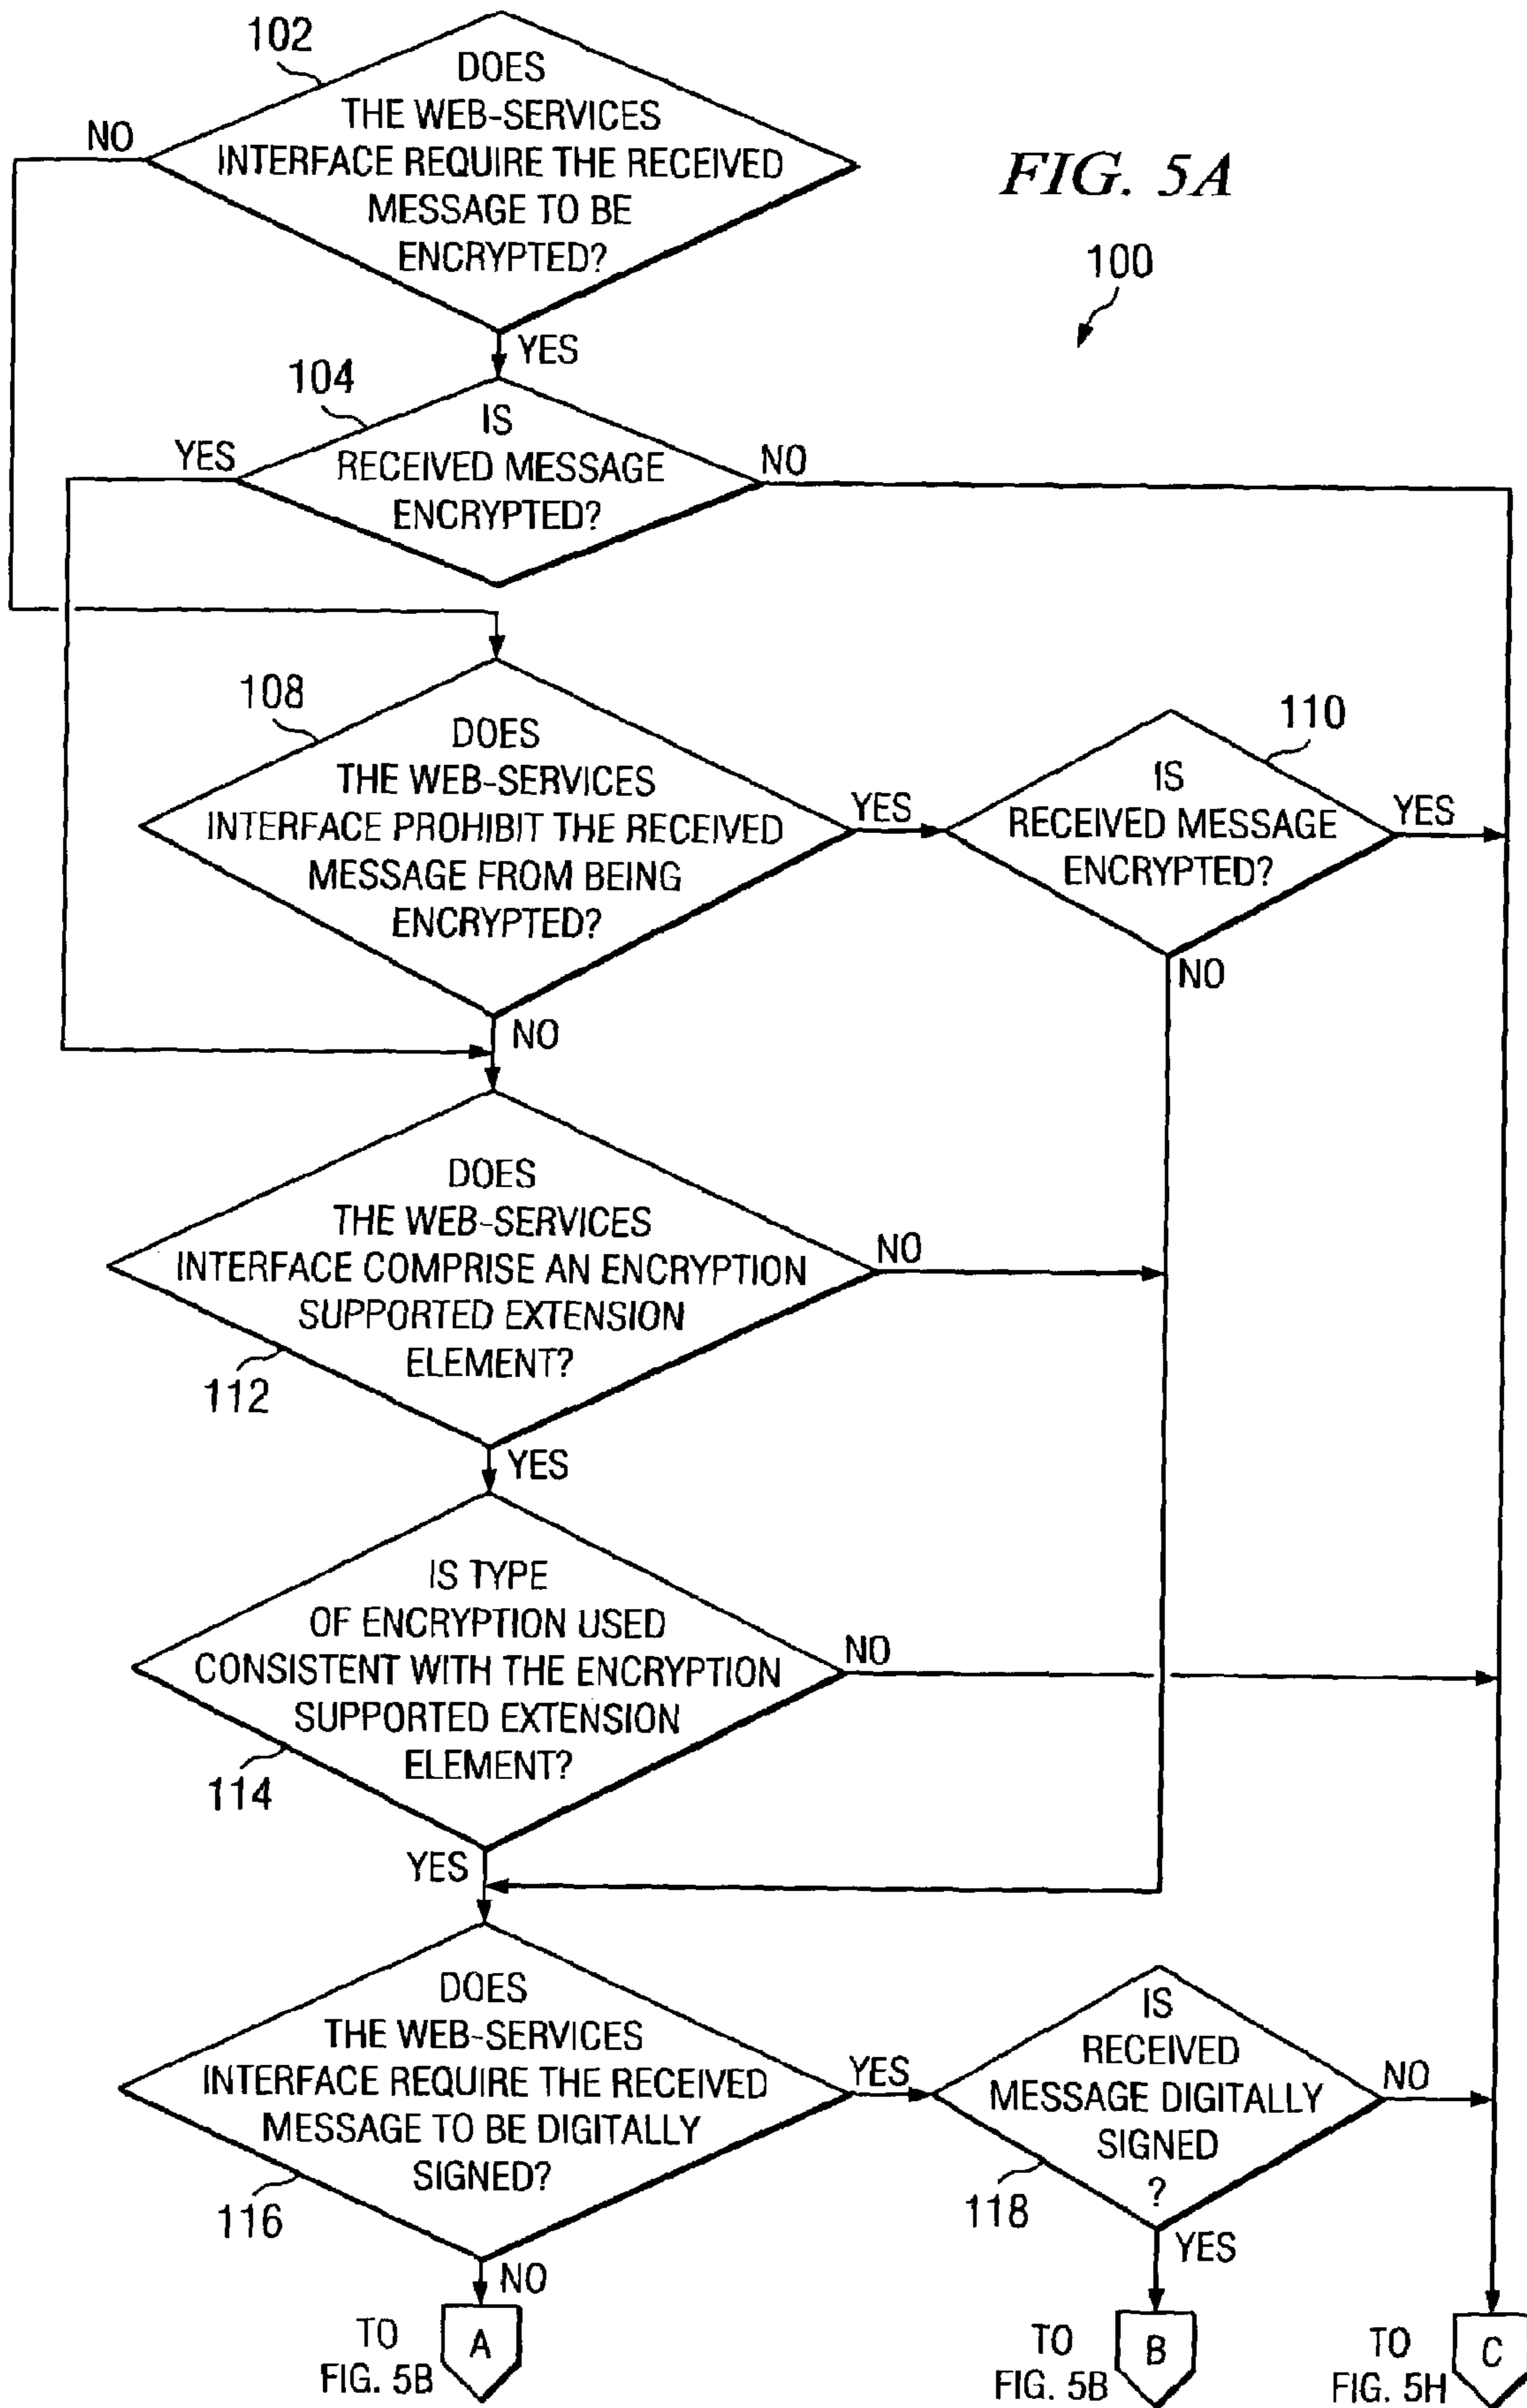 102
DOES
THE WEB-SERVICES
INTERFACE REQUIRE THE RECEIVED
MESSAGE TO BE
ENCRYPTED?
NO
YES
FIG. 5A
100
104
IS
RECEIVED MESSAGE
ENCRYPTED?
YES
NO
108
DOES
THE WEB-SERVICES
INTERFACE PROHIBIT THE RECEIVED
MESSAGE FROM BEING
ENCRYPTED?
YES
NO
110
IS
RECEIVED MESSAGE
ENCRYPTED?
YES
NO
DOES
THE WEB-SERVICES
INTERFACE COMPRISE AN ENCRYPTION
SUPPORTED EXTENSION
ELEMENT?
112
NO
YES
IS TYPE
OF ENCRYPTION USED
CONSISTENT WITH THE ENCRYPTION
SUPPORTED EXTENSION
ELEMENT?
114
NO
YES
DOES
THE WEB-SERVICES
INTERFACE REQUIRE THE RECEIVED
MESSAGE TO BE DIGITALLY
SIGNED?
116
YES
NO
IS
RECEIVED
MESSAGE DIGITALLY
SIGNED
?
118
NO
YES
TO
FIG. 5B
A
TO
FIG. 5B
B
TO
FIG. 5H
C